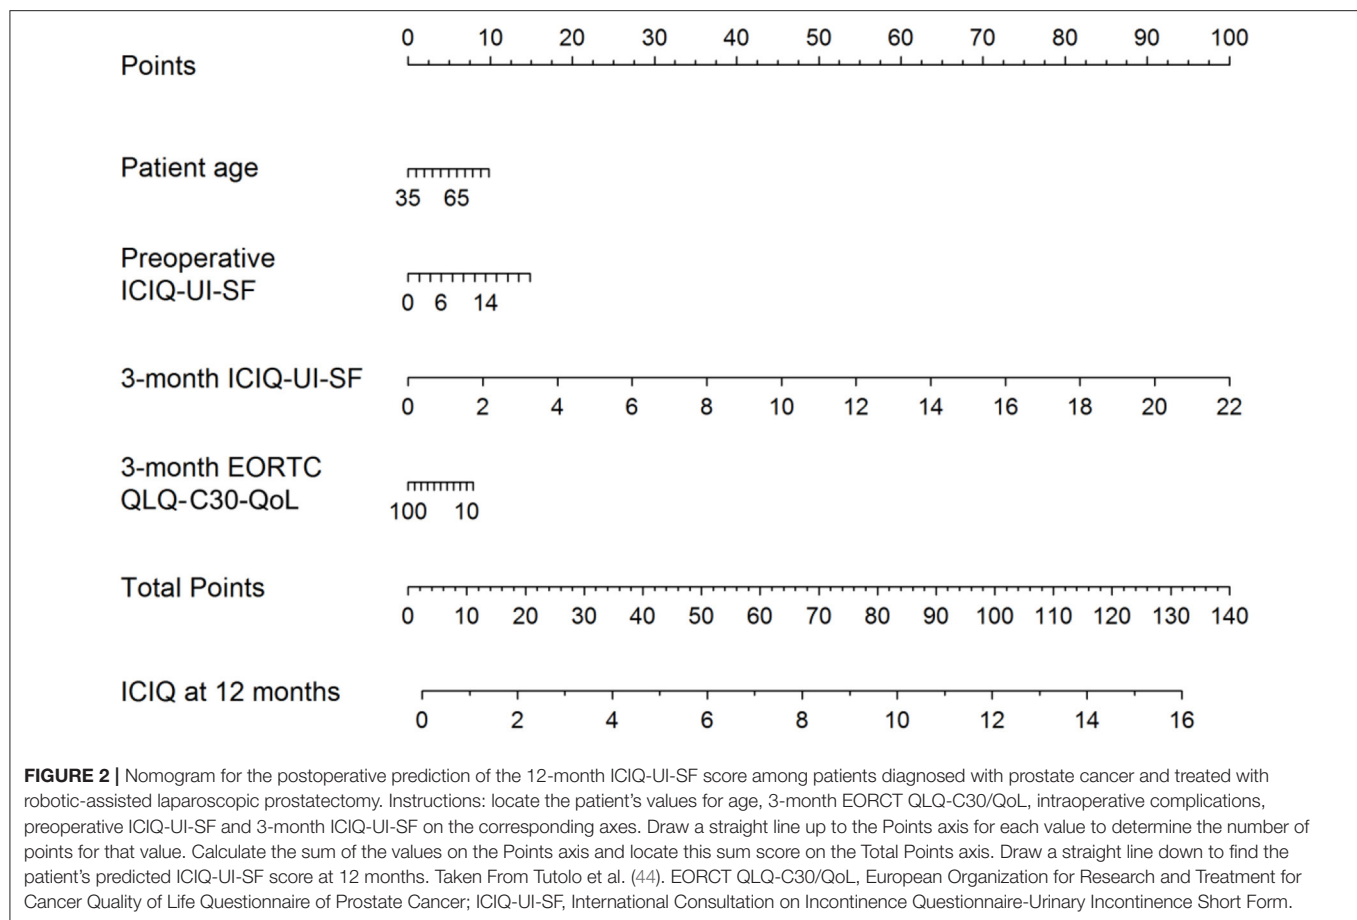 0 10 20 30 40 50 60 70 80 90 100
Points
Patient age
35 65
Preoperative
ICIQ-UI-SF
0 6 14
3-month ICIQ-UI-SF
0 2 4 6 8 10 12 14 16 18 20 22
3-month EORTC
QLQ-C30-QoL
100 10
Total Points
0 10 20 30 40 50 60 70 80 90 100 110 120 130 140
ICIQ at 12 months
0 2 4 6 8 10 12 14 16
FIGURE 2 | Nomogram for the postoperative prediction of the 12-month ICIQ-UI-SF score among patients diagnosed with prostate cancer and treated with
robotic-assisted laparoscopic prostatectomy. Instructions: locate the patient's values for age, 3-month EORCT QLQ-C30/QoL, intraoperative complications,
preoperative ICIQ-UI-SF and 3-month ICIQ-UI-SF on the corresponding axes. Draw a straight line up to the Points axis for each value to determine the number of
points for that value. Calculate the sum of the values on the Points axis and locate this sum score on the Total Points axis. Draw a straight line down to find the
patient's predicted ICIQ-UI-SF score at 12 months. Taken From Tutolo et al. (44). EORCT QLQ-C30/QoL, European Organization for Research and Treatment for
Cancer Quality of Life Questionnaire of Prostate Cancer; ICIQ-UI-SF, International Consultation on Incontinence Questionnaire-Urinary Incontinence Short Form.